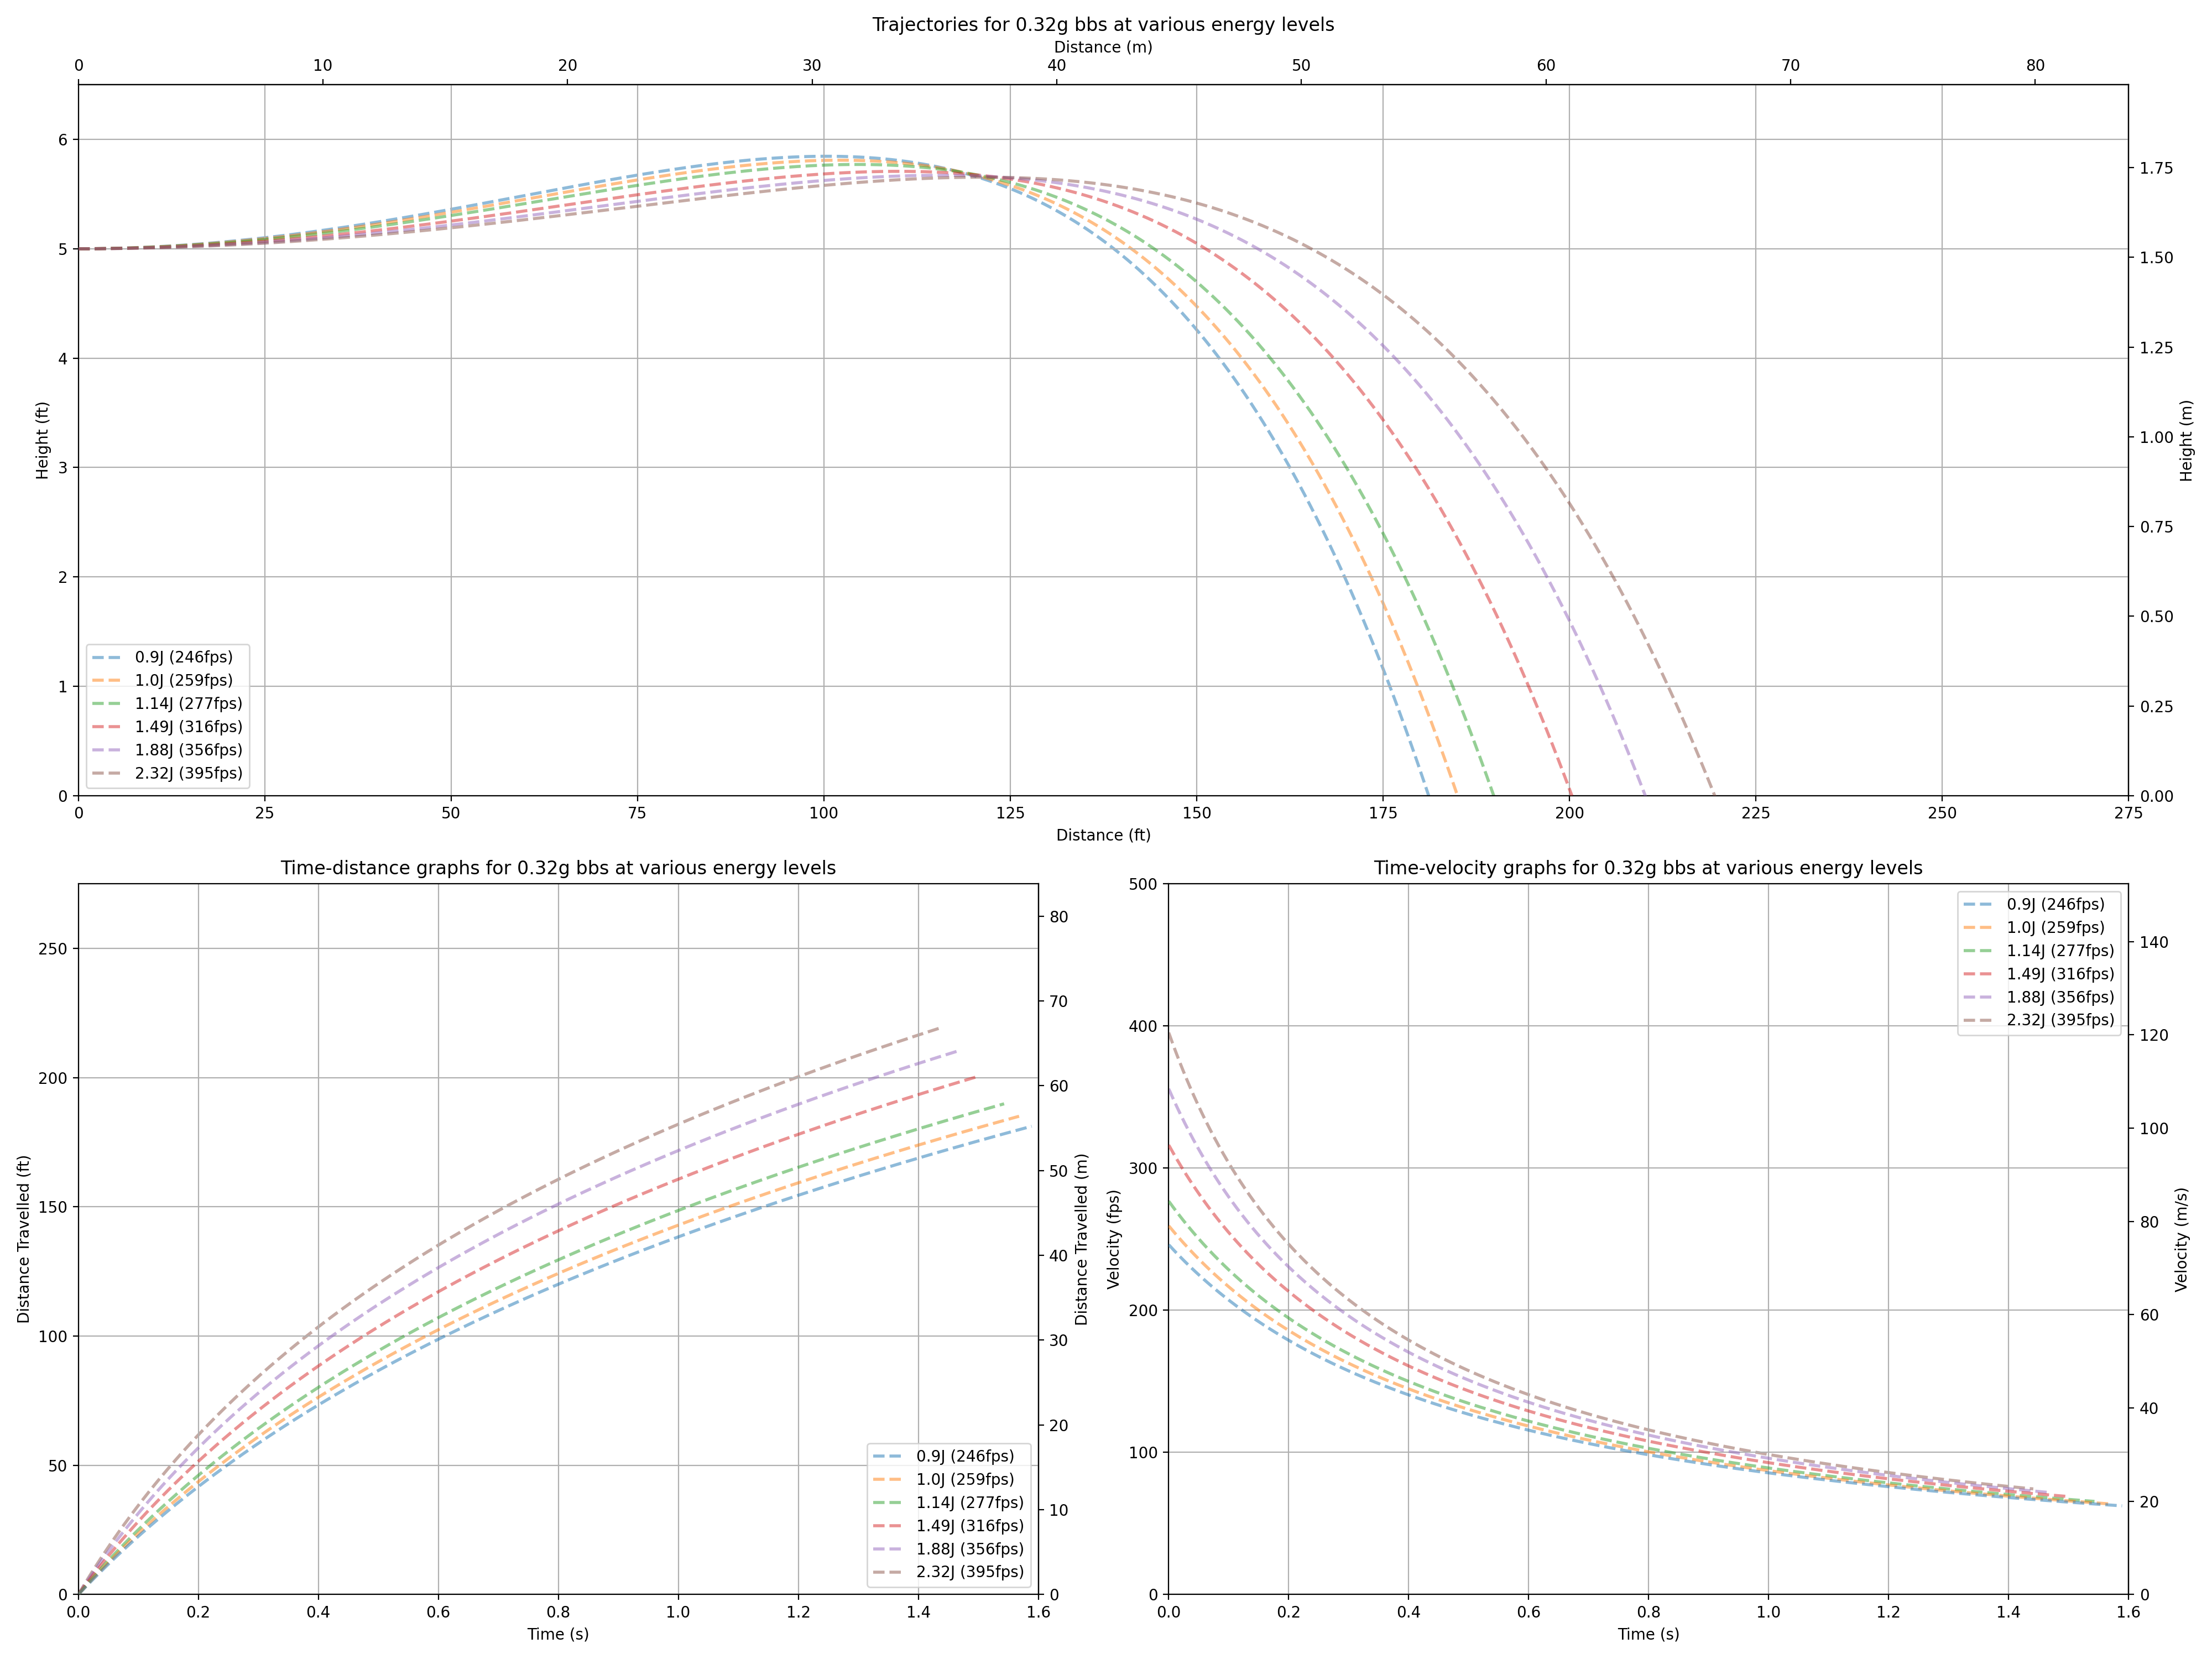 Trajectories for 0.32g bbs at various energy levels
Distance (m)
0 10 20 30 40 50 60 70 80
6
5
4
3
2
1
0
Height (ft)
1.75
1.50
1.25
1.00
0.75
0.50
0.25
0.00
Height (m)
0.9J (246fps)
1.0J (259fps)
1.14J (277fps)
1.49J (316fps)
1.88J (356fps)
2.32J (395fps)
0 25 50 75 100 125 150 175 200 225 250 275
Distance (ft)
Time-distance graphs for 0.32g bbs at various energy levels
250
200
150
100
50
0
Distance Travelled (ft)
80
70
60
50
40
30
20
10
0
Distance Travelled (m)
0.9J (246fps)
1.0J (259fps)
1.14J (277fps)
1.49J (316fps)
1.88J (356fps)
2.32J (395fps)
0.0 0.2 0.4 0.6 0.8 1.0 1.2 1.4 1.6
Time (s)
Time-velocity graphs for 0.32g bbs at various energy levels
500
400
300
200
100
0
Velocity (fps)
0.9J (246fps)
1.0J (259fps)
1.14J (277fps)
1.49J (316fps)
1.88J (356fps)
2.32J (395fps)
140
120
100
80
60
40
20
0
Velocity (m/s)
0.0 0.2 0.4 0.6 0.8 1.0 1.2 1.4 1.6
Time (s)